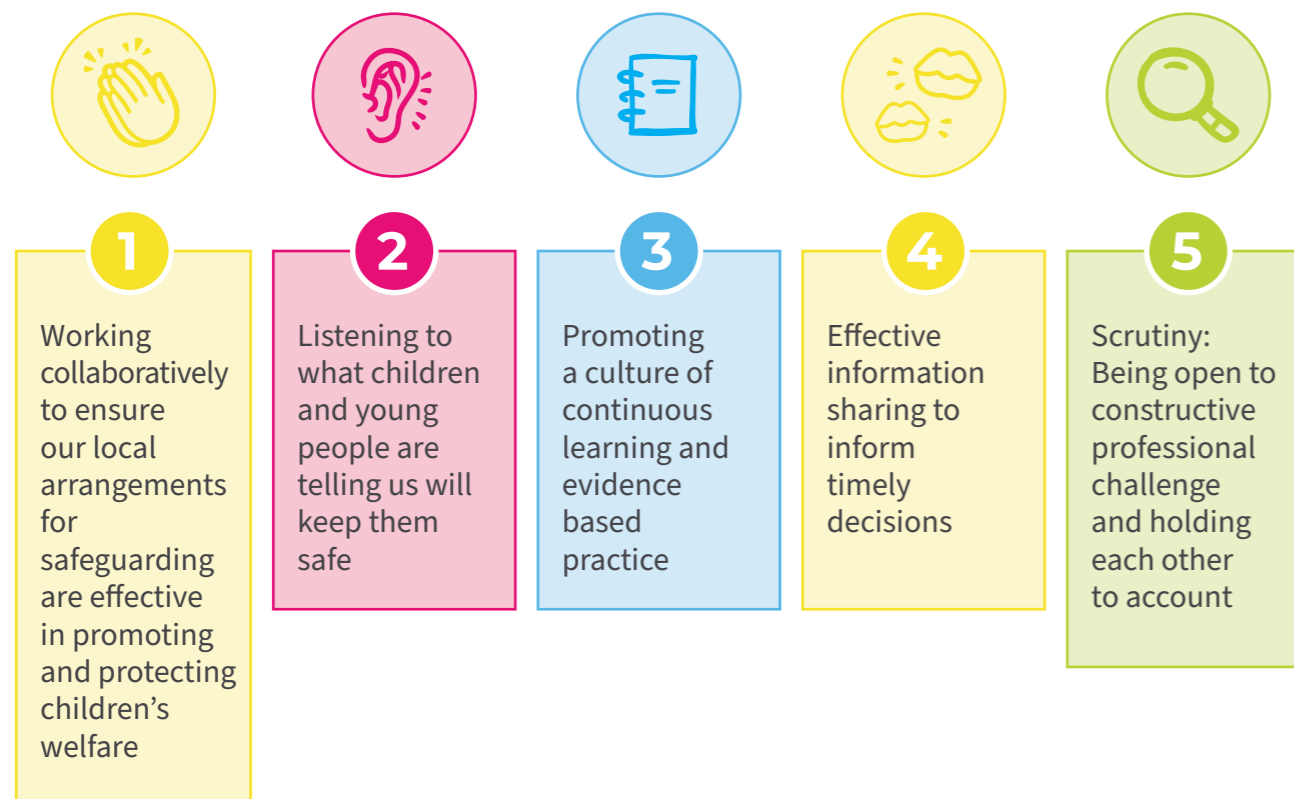 1
Working
collaboratively
to ensure
our local
arrangements
for
safeguarding
are effective
in promoting
and protecting
children’s
welfare
2
Listening to
what children
and young
people are
telling us will
keep them
safe
3
Promoting
a culture of
continuous
learning and
evidence
based
practice
4
Effective
information
sharing to
inform
timely
decisions
5
Scrutiny:
Being open to
constructive
professional
challenge
and holding
each other
to account